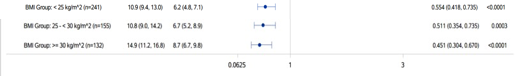 BMI Group: < 25 kg/m^2 (n=241) 10.9 (9.4, 13.0) 6.2 (4.8, 7.1) 0.554 (0.418, 0.735) <0.0001
BMI Group: 25 - < 30 kg/m^2 (n=155) 10.8 (9.0, 14.2) 6.7 (5.2, 8.9) 0.511 (0.354, 0.735) 0.0003
BMI Group: >= 30 kg/m^2 (n=132) 14.9 (11.2, 16.8) 8.7 (6.7, 9.8) 0.451 (0.304, 0.670) <0.0001
0.0625 1 3